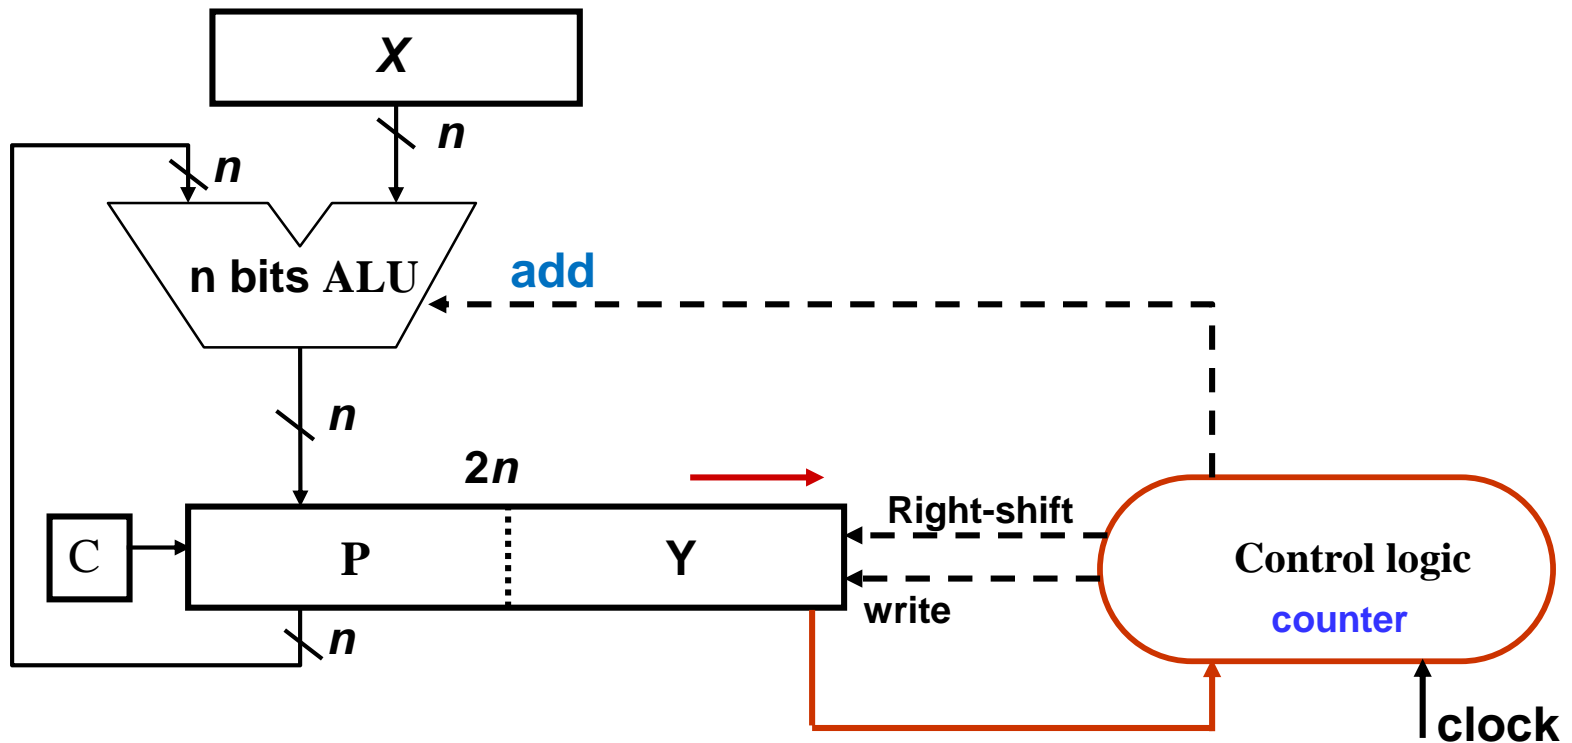 X
n
n
n bits ALU
add
n
2n
Right-shift
C
P
Y
Control logic
write
counter
n
clock